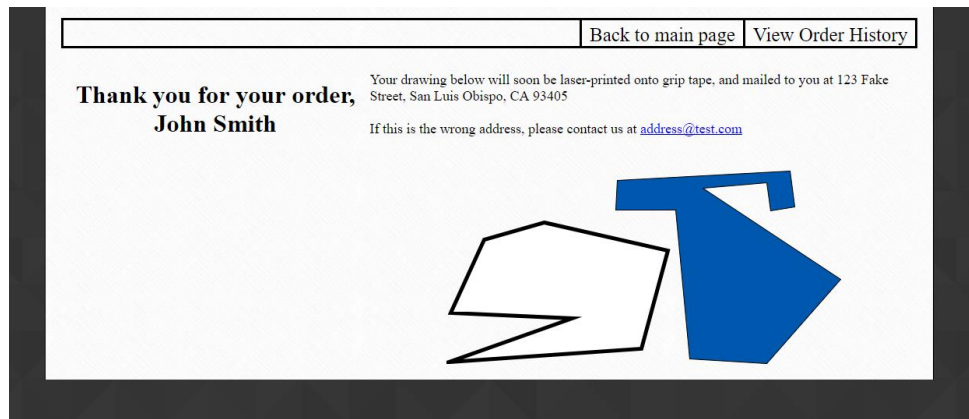 Back to main page View Order History
Thank you for your order,
John Smith
Your drawing below will soon be laser-printed onto grip tape, and mailed to you at 123 Fake
Street, San Luis Obispo, CA 93405
If this is the wrong address, please contact us at address@test.com